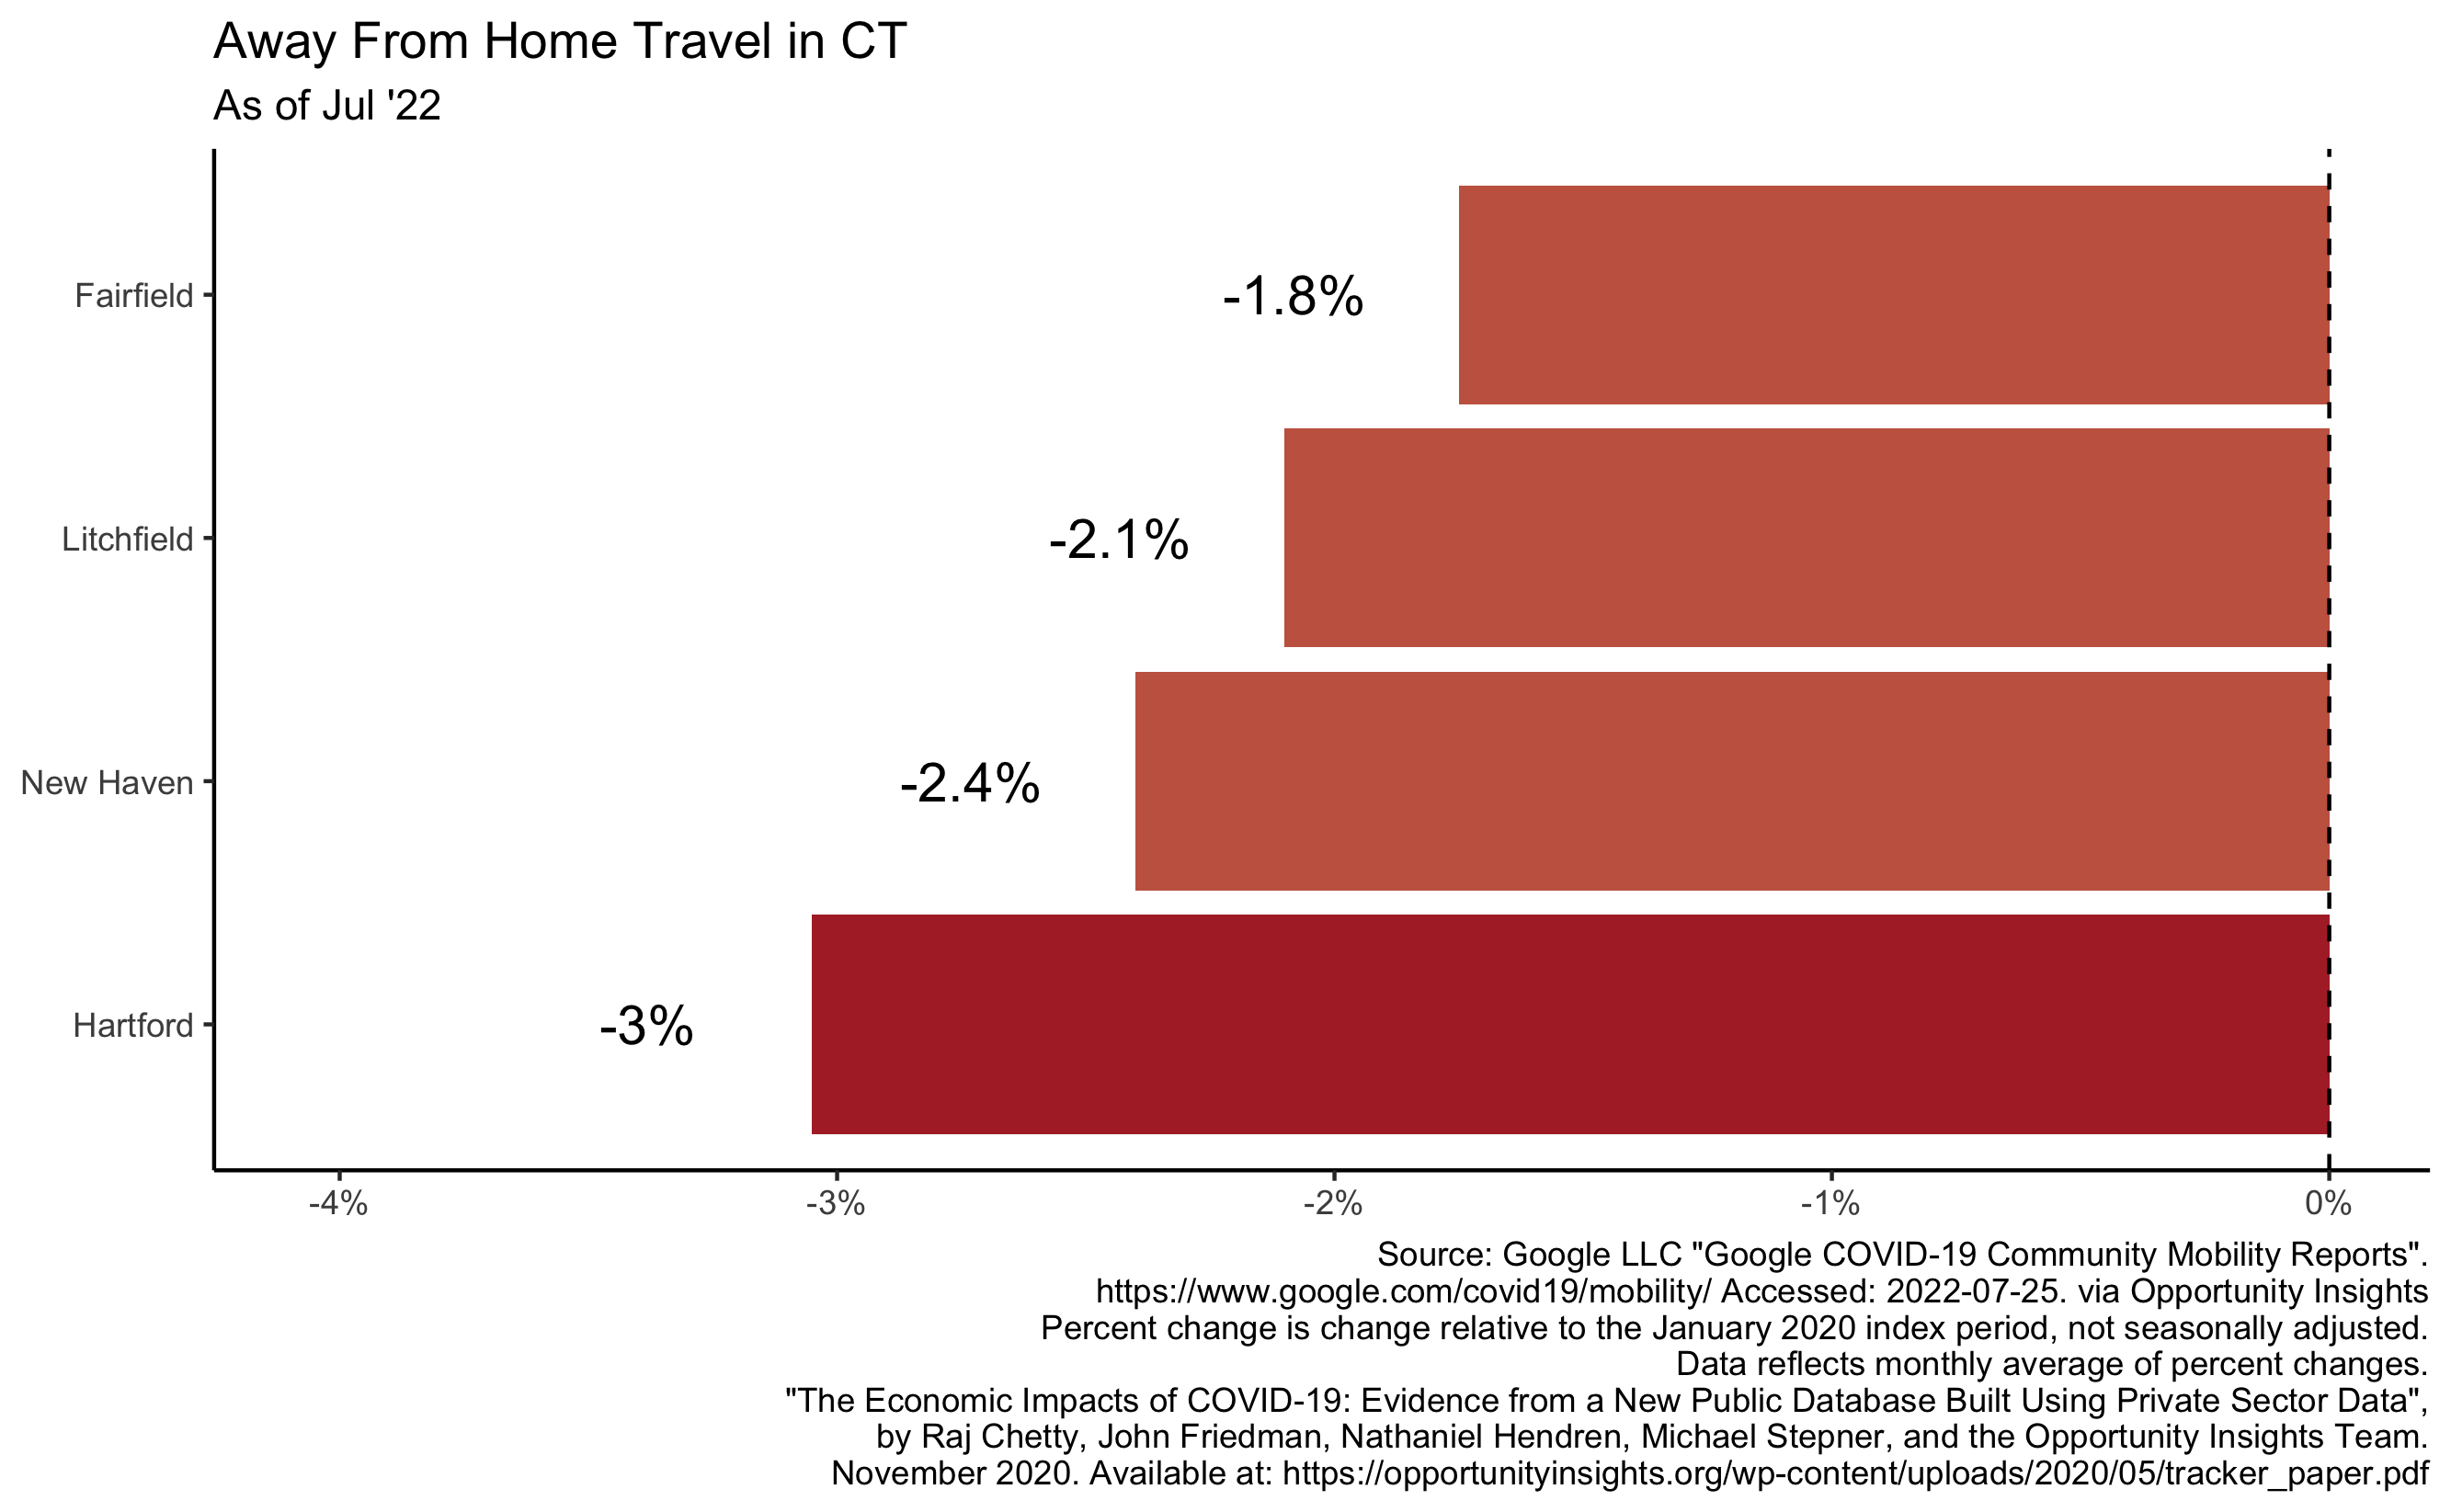 Away From Home Travel in CT
As of Jul '22
Fairfield
-1.8%
Litchfield
-2.1%
New Haven
-2.4%
Hartford
-3%
-4%
-3%
-2%
-1%
0%
Source: Google LLC "Google COVID-19 Community Mobility Reports".
https://www.google.com/covid19/mobility/ Accessed: 2022-07-25. via Opportunity Insights
Percent change is change relative to the January 2020 index period, not seasonally adjusted.
Data reflects monthly average of percent changes.
"The Economic Impacts of COVID-19: Evidence from a New Public Database Built Using Private Sector Data",
by Raj Chetty, John Friedman, Nathaniel Hendren, Michael Stepner, and the Opportunity Insights Team.
November 2020. Available at: https://opportunityinsights.org/wp-content/uploads/2020/05/tracker_paper.pdf